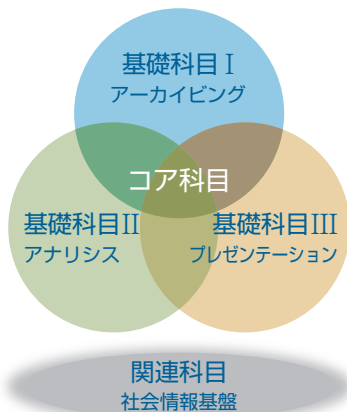 基礎科目Ⅰ
アーカイビング
コア科目
基礎科目II
アナリシス
基礎科目III
プレゼンテーション
関連科目
社会情報基盤